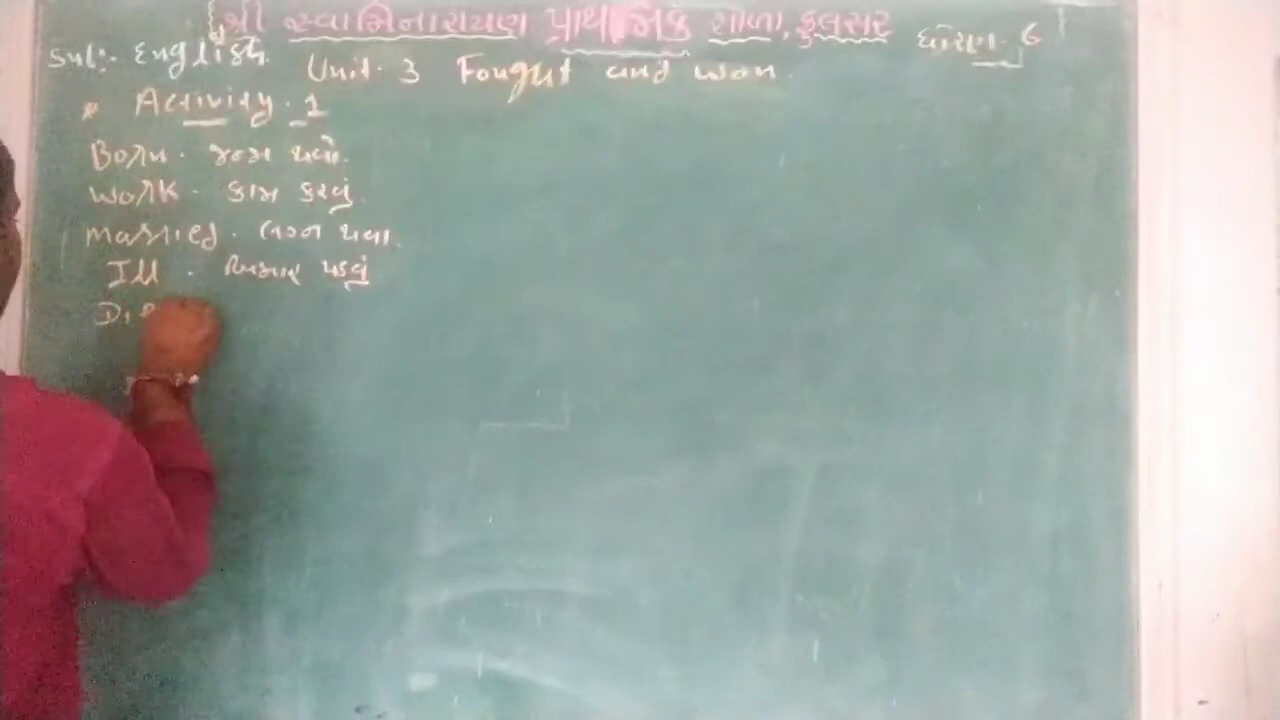 શ્રી સ્વામિનારાયણ પ્રાથમિક શાળા, ફુલસર
Sub:- English ધોરણ- 6
Unit- 3 Fought and won.
* Activity. 1
Born - જન્મ થવો.
Work - કામ કરવું.
Married - લગ્ન થવા.
Ill - બિમાર પડવું